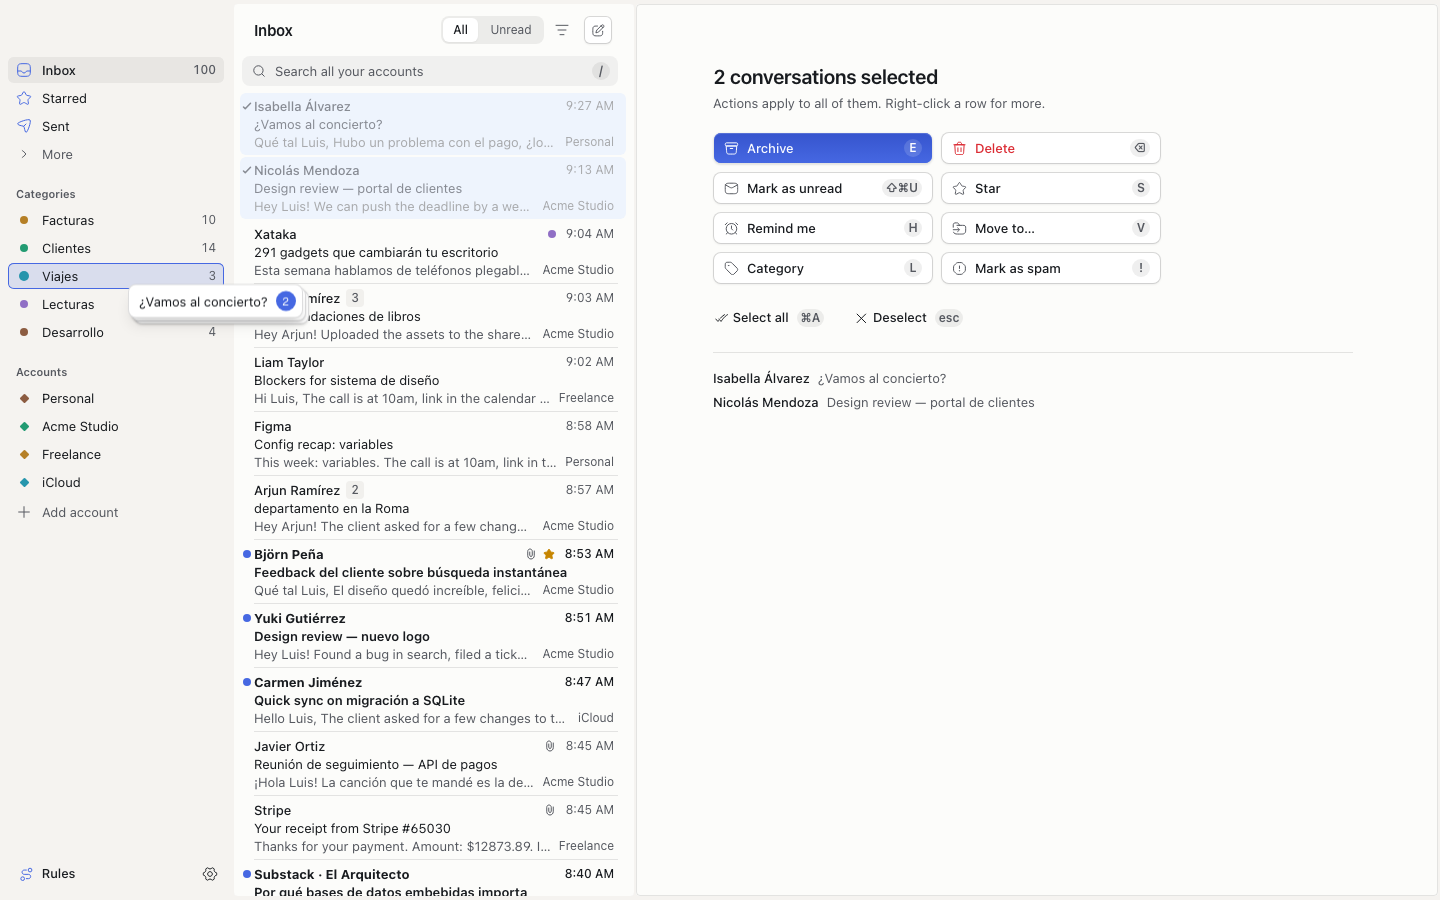 Inbox 100
Starred
Sent
More
Categories
Facturas 10
Clientes 14
Viajes 3
Lecturas
Desarrollo 4
Accounts
Personal
Acme Studio
Freelance
iCloud
Add account
Rules
Inbox
All Unread
Search all your accounts /
Isabella Álvarez 9:27 AM
¿Vamos al concierto?
Qué tal Luis, Hubo un problema con el pago, ¿lo... Personal
Nicolás Mendoza 9:13 AM
Design review — portal de clientes
Hey Luis! We can push the deadline by a we... Acme Studio
Xataka 9:04 AM
291 gadgets que cambiarán tu escritorio
Esta semana hablamos de teléfonos plegabl... Acme Studio
¿Vamos al concierto? 2
mírez 3 9:03 AM
ndaciones de libros
Hey Arjun! Uploaded the assets to the share... Acme Studio
Liam Taylor 9:02 AM
Blockers for sistema de diseño
Hi Luis, The call is at 10am, link in the calendar ... Freelance
Figma 8:58 AM
Config recap: variables
This week: variables. The call is at 10am, link in t... Personal
Arjun Ramírez 2 8:57 AM
departamento en la Roma
Hey Arjun! The client asked for a few chang... Acme Studio
Björn Peña 8:53 AM
Feedback del cliente sobre búsqueda instantánea
Qué tal Luis, El diseño quedó increíble, felici... Acme Studio
Yuki Gutiérrez 8:51 AM
Design review — nuevo logo
Hey Luis! Found a bug in search, filed a tick... Acme Studio
Carmen Jiménez 8:47 AM
Quick sync on migración a SQLite
Hello Luis, The client asked for a few changes to t... iCloud
Javier Ortiz 8:45 AM
Reunión de seguimiento — API de pagos
¡Hola Luis! La canción que te mandé es la de... Acme Studio
Stripe 8:45 AM
Your receipt from Stripe #65030
Thanks for your payment. Amount: $12873.89. I... Freelance
Substack · El Arquitecto 8:40 AM
Por qué bases de datos embebidas importa
2 conversations selected
Actions apply to all of them. Right-click a row for more.
Archive E Delete ⌫
Mark as unread ⇧⌘U Star S
Remind me H Move to... V
Category L Mark as spam !
Select all ⌘A Deselect esc
Isabella Álvarez ¿Vamos al concierto?
Nicolás Mendoza Design review — portal de clientes